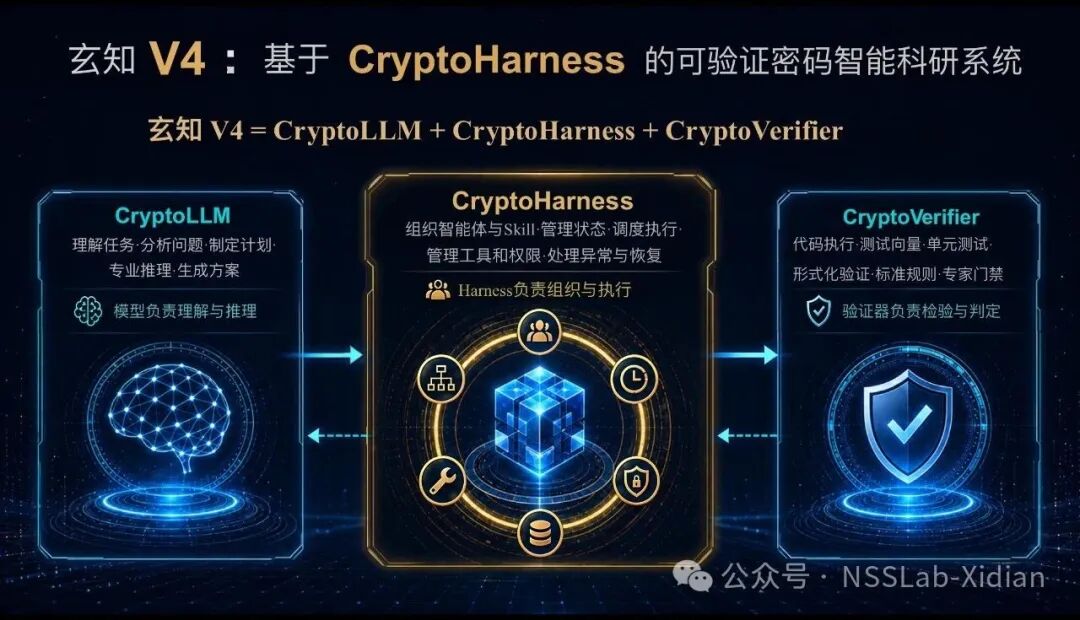 玄知 V4 : 基于 CryptoHarness 的可验证密码智能科研系统
玄知 V4 = CryptoLLM + CryptoHarness + CryptoVerifier
CryptoLLM
理解任务·分析问题·制定计划·
专业推理·生成方案
模型负责理解与推理
CryptoHarness
组织智能体与Skill·管理状态·调度执行·
管理工具和权限·处理异常与恢复
Harness负责组织与执行
CryptoVerifier
代码执行·测试向量·单元测试·
形式化验证·标准规则·专家门禁
验证器负责检验与判定
公众号 · NSSLab-Xidian